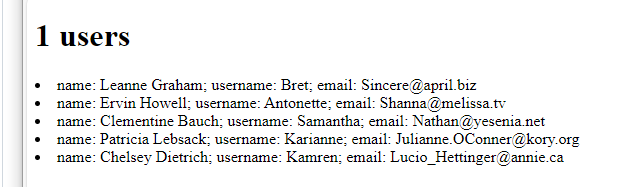 1 users
name: Leanne Graham; username: Bret; email: Sincere@april.biz
name: Ervin Howell; username: Antonette; email: Shanna@melissa.tv
name: Clementine Bauch; username: Samantha; email: Nathan@yesenia.net
name: Patricia Lebsack; username: Karianne; email: Julianne.OConner@kory.org
name: Chelsey Dietrich; username: Kamren; email: Lucio_Hettinger@annie.ca